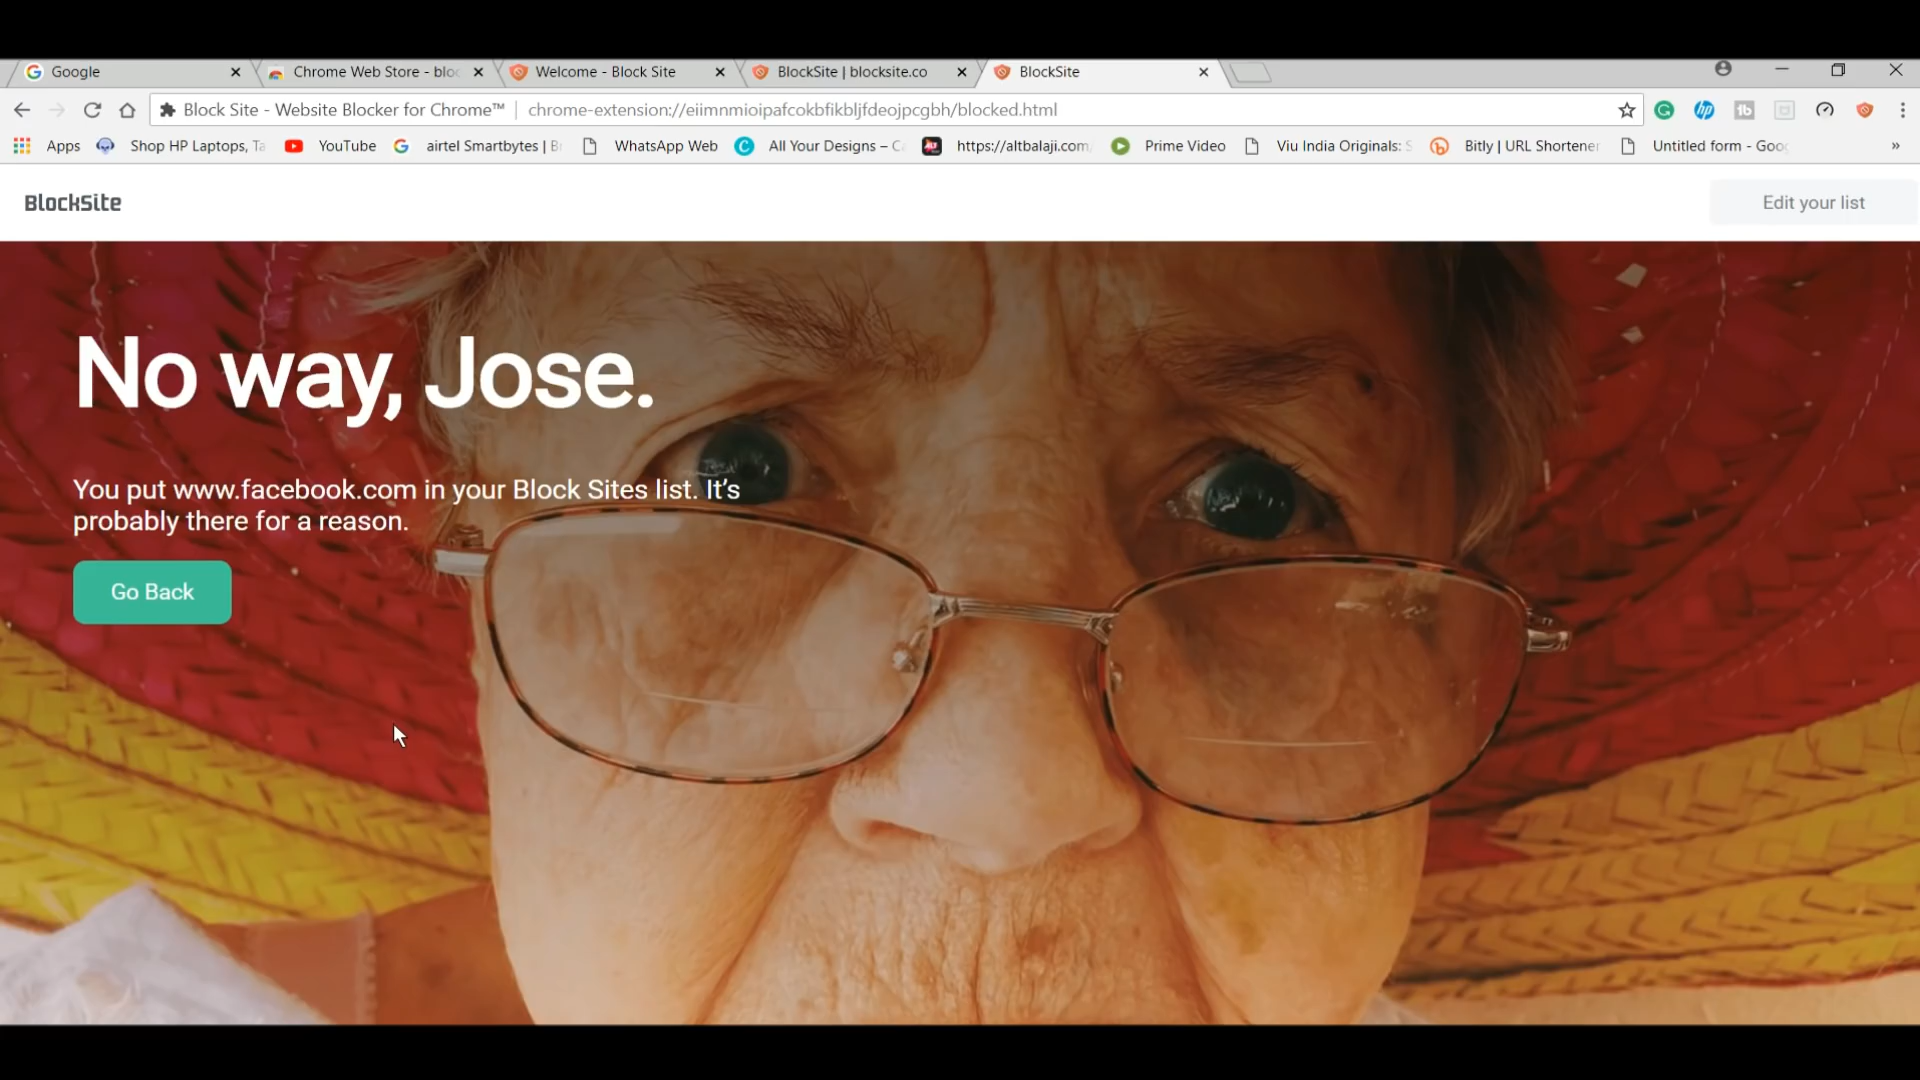 Google
Chrome Web Store - bloc
Welcome - Block Site
BlockSite | blocksite.co
BlockSite
Block Site - Website Blocker for Chrome™
chrome-extension://eiimnmioipafcokbfikbljfdeojpcgbh/blocked.html
Apps
Shop HP Laptops, Ta
YouTube
airtel Smartbytes | B
WhatsApp Web
All Your Designs – C
https://altbalaji.com
Prime Video
Viu India Originals: S
Bitly | URL Shortener
Untitled form - Goo
»
BlockSite
Edit your list
No way, Jose.
You put www.facebook.com in your Block Sites list. It’s
probably there for a reason.
Go Back